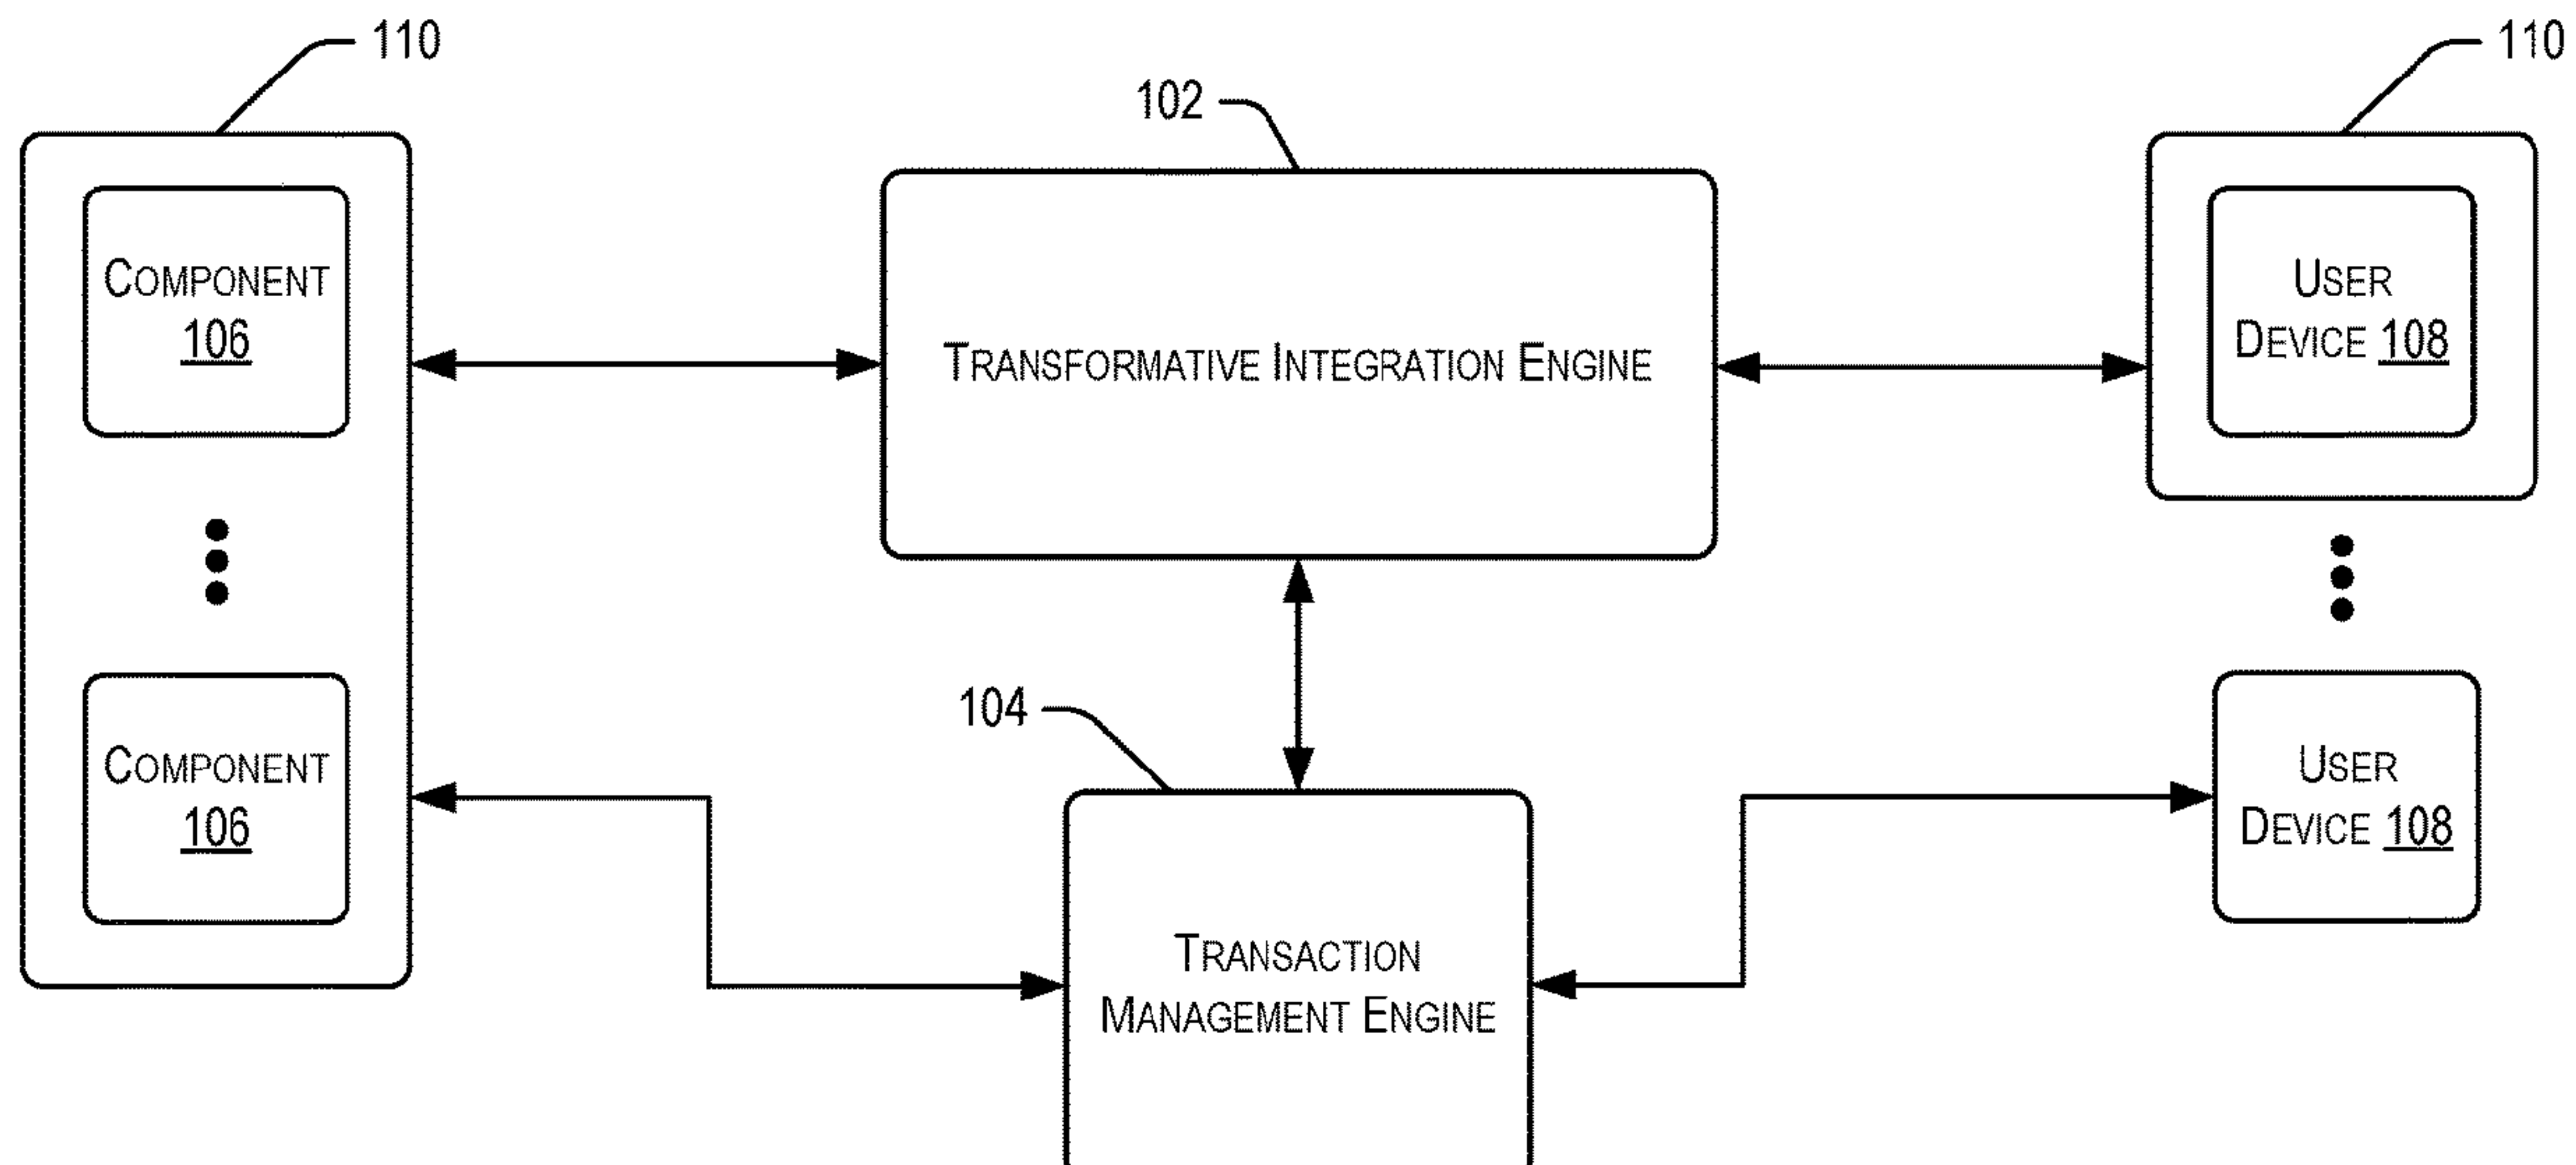 110
102
110
COMPONENT
106
TRANSFORMATIVE INTEGRATION ENGINE
USER
DEVICE 108
104
COMPONENT
106
USER
DEVICE 108
TRANSACTION
MANAGEMENT ENGINE